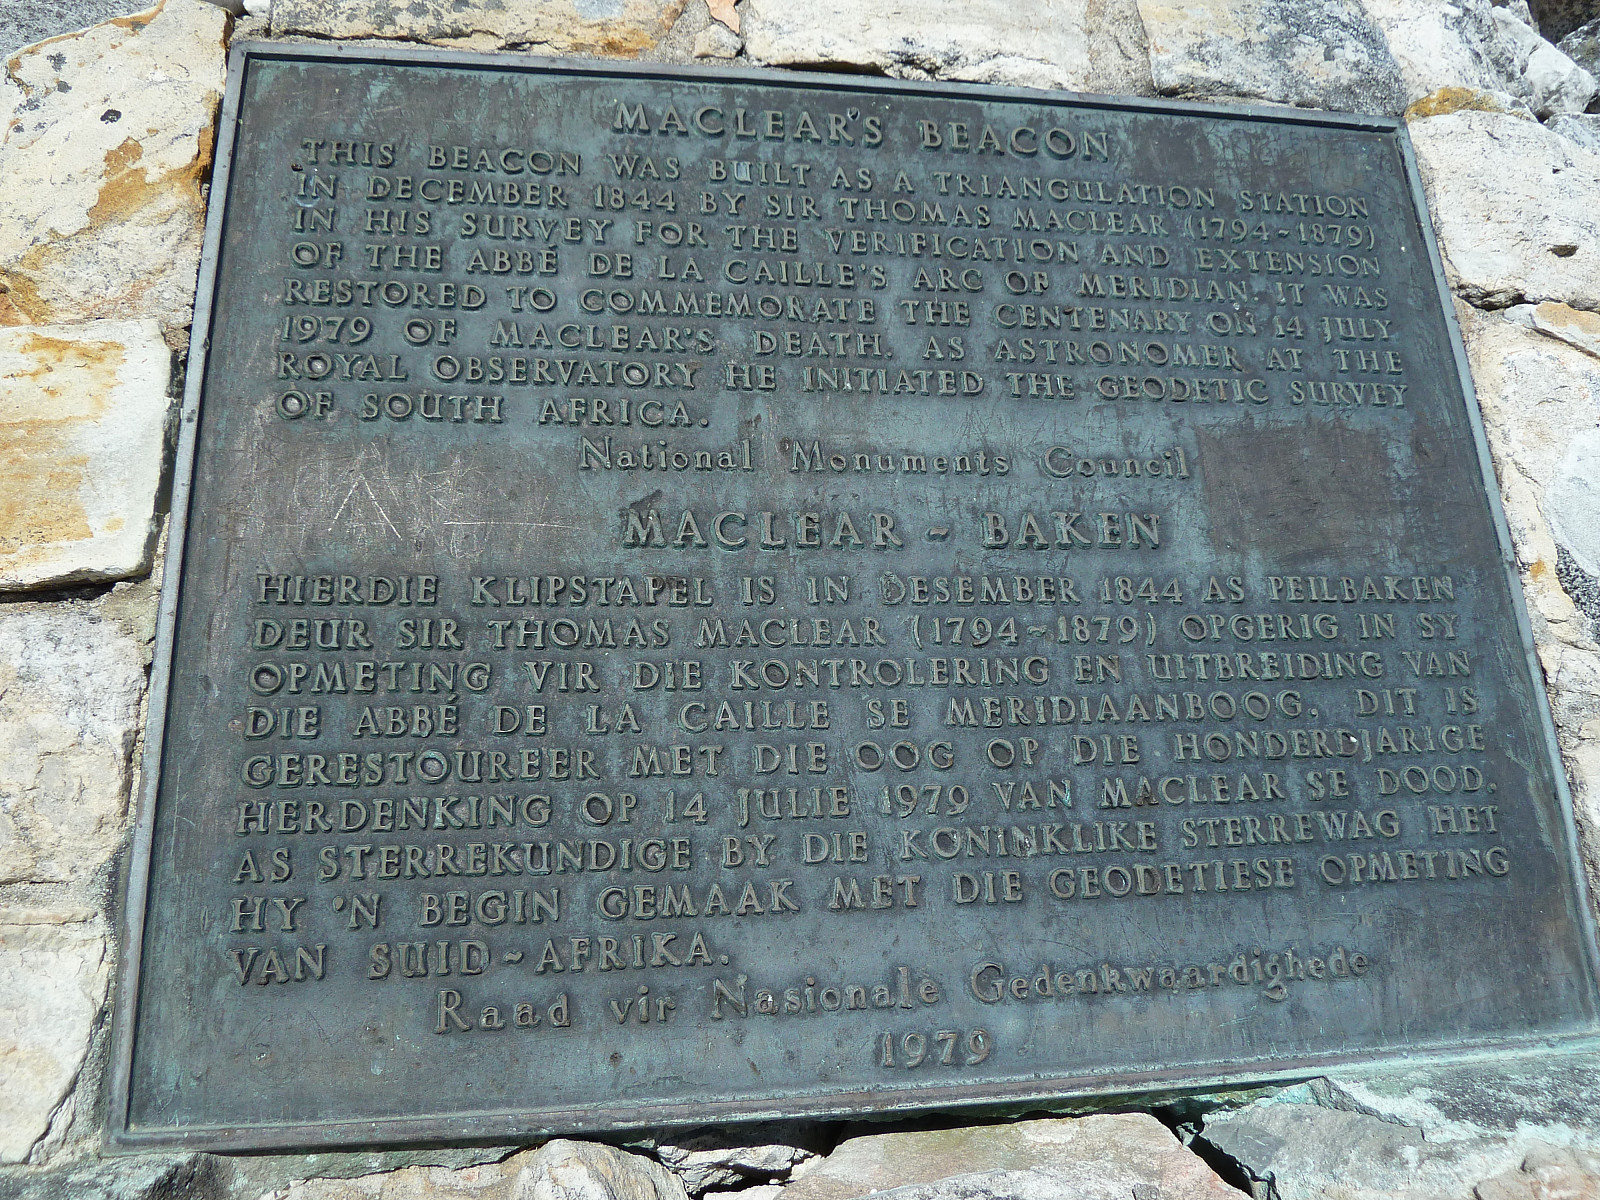 MACLEAR'S BEACON
THIS BEACON WAS BUILT AS A TRIANGULATION STATION
IN DECEMBER 1844 BY SIR THOMAS MACLEAR (1794~1879)
IN HIS SURVEY FOR THE VERIFICATION AND EXTENSION
OF THE ABBÉ DE LA CAILLE'S ARC OF MERIDIAN. IT WAS
RESTORED TO COMMEMORATE THE CENTENARY ON 14 JULY
1979 OF MACLEAR'S DEATH. AS ASTRONOMER AT THE
ROYAL OBSERVATORY HE INITIATED THE GEODETIC SURVEY
OF SOUTH AFRICA.
National Monuments Council
MACLEAR ~ BAKEN
HIERDIE KLIPSTAPEL IS IN DESEMBER 1844 AS PEILBAKEN
DEUR SIR THOMAS MACLEAR (1794~1879) OPGERIG IN SY
OPMETING VIR DIE KONTROLERING EN UITBREIDING VAN
DIE ABBÉ DE LA CAILLE SE MERIDIAANBOOG. DIT IS
GERESTOUREER MET DIE OOG OP DIE HONDERDJARIGE
HERDENKING OP 14 JULIE 1979 VAN MACLEAR SE DOOD.
AS STERREKUNDIGE BY DIE KONINKLIKE STERREWAG HET
HY 'N BEGIN GEMAAK MET DIE GEODETIESE OPMETING
VAN SUID~AFRIKA.
Raad vir Nasionale Gedenkwaardighede
1979